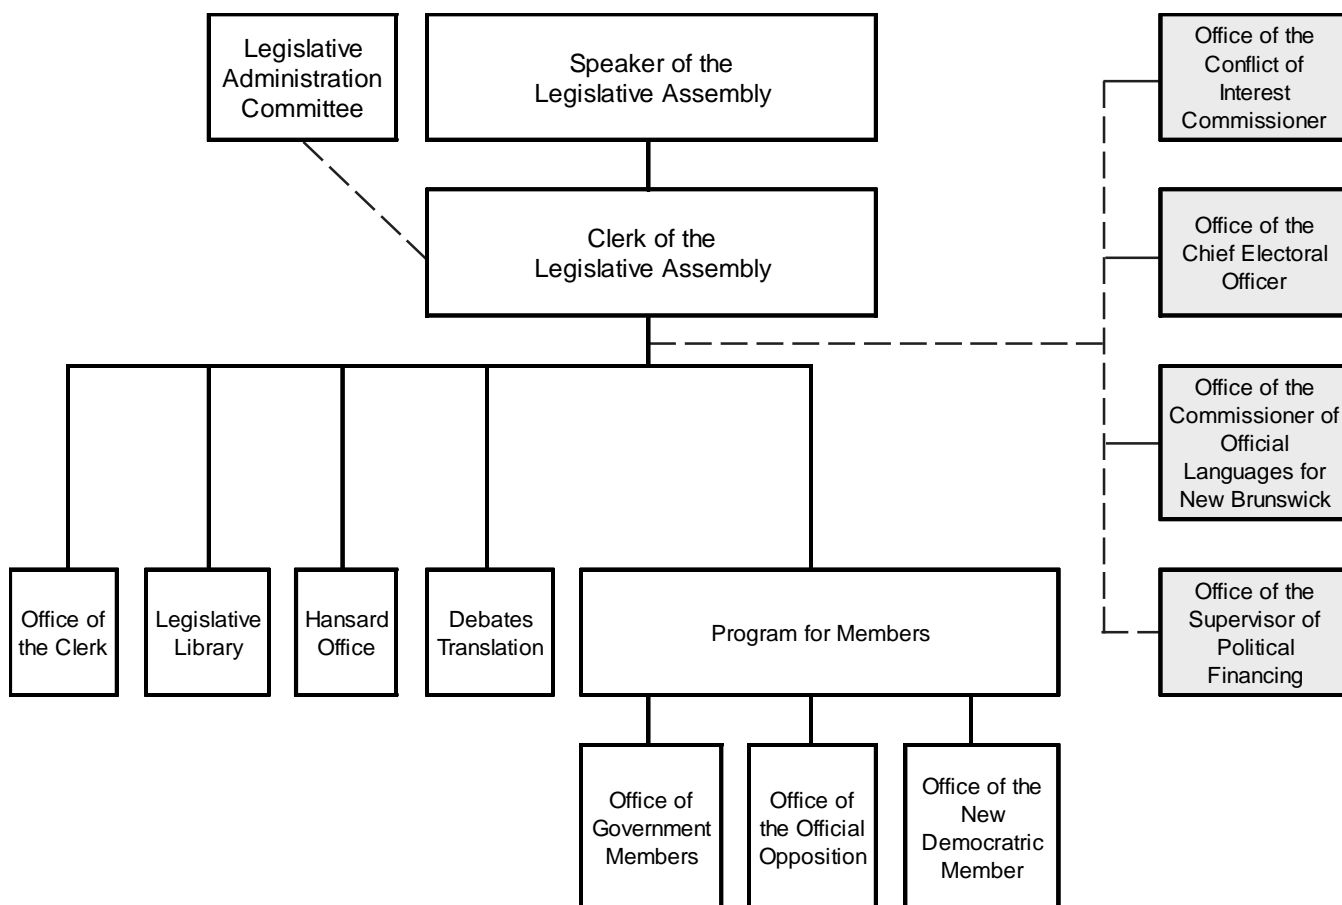 Legislative
Administration
Committee
Speaker of the
Legislative Assembly
Office of the
Conflict of
Interest
Commissioner
Clerk of the
Legislative Assembly
Office of the
Chief Electoral
Officer
Office of the
Commissioner of
Official
Languages for
New Brunswick
Office of
the Clerk
Legislative
Library
Hansard
Office
Debates
Translation
Program for Members
Office of the
Supervisor of
Political
Financing
Office of
Government
Members
Office of
the Official
Opposition
Office of the
New
Democratric
Member